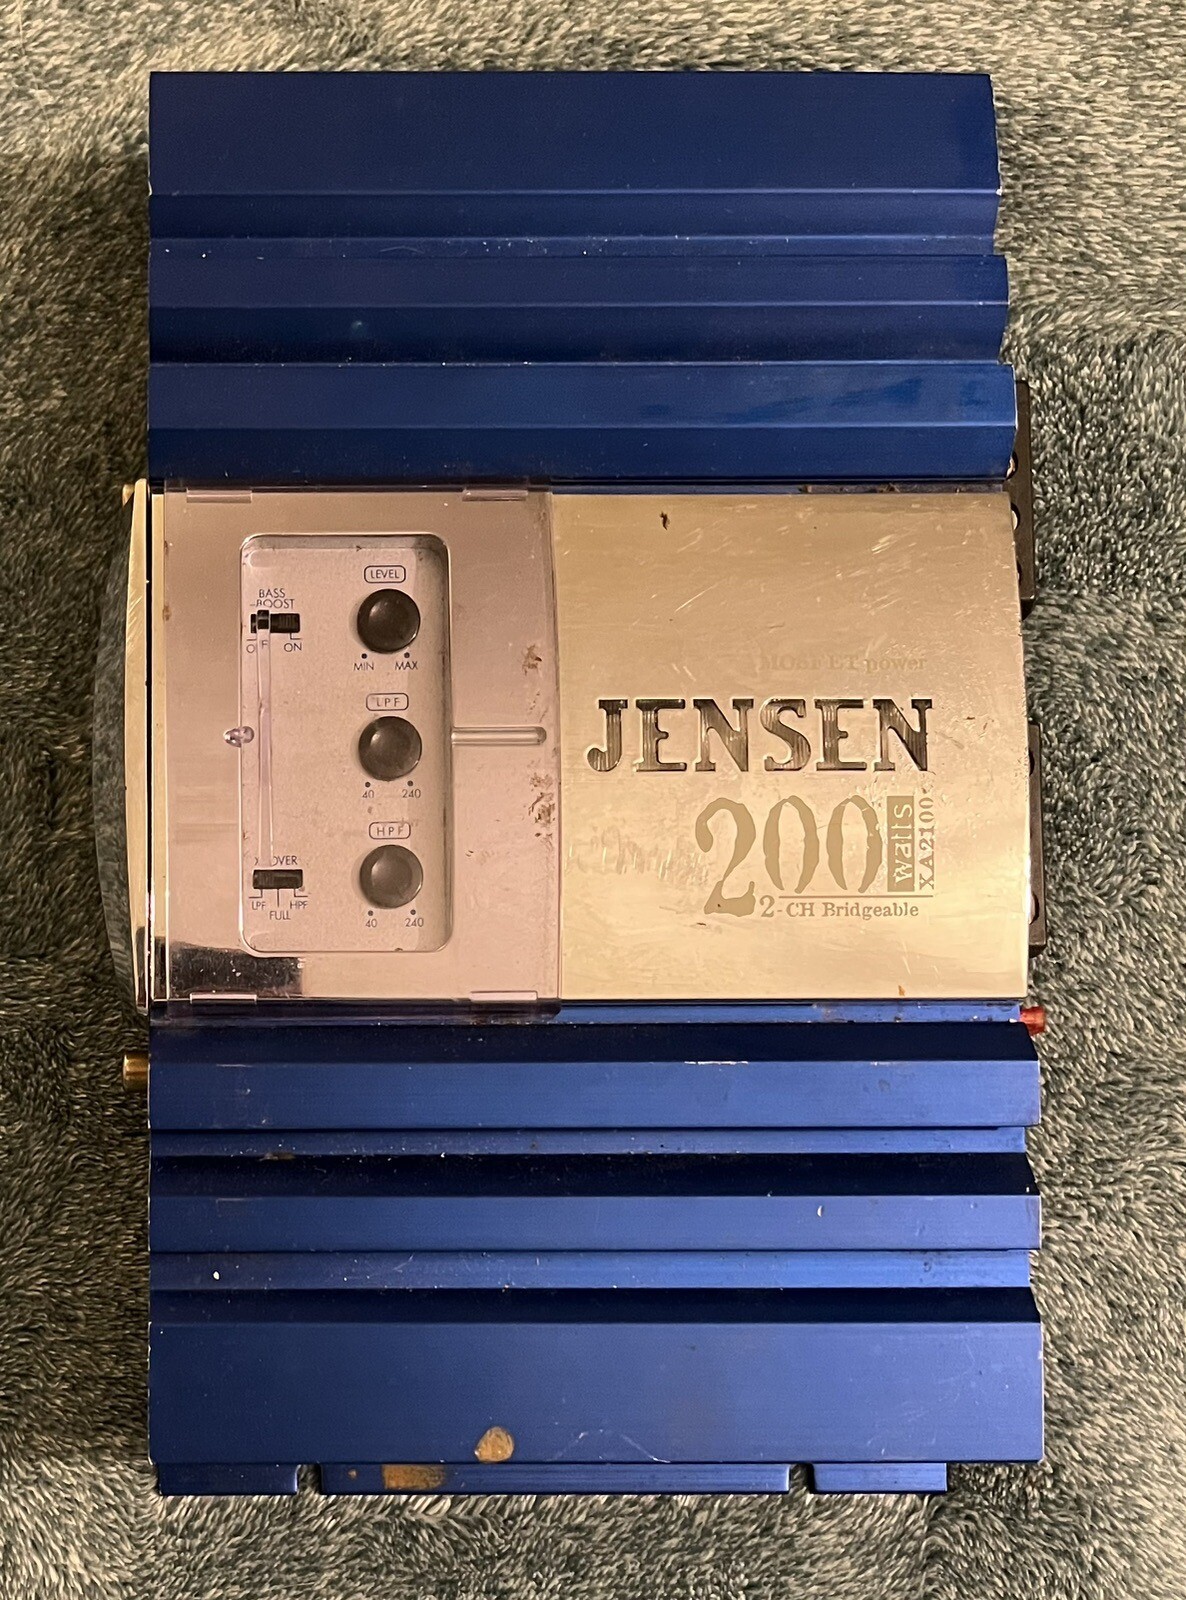 LEVEL
BASS
BOOST
OFF ON
MIN MAX
LPF
40 240
HPF
X-OVER
LPF HPF
FULL
40 240
MOSFET power
JENSEN
200 Watts
XA2100
2-CH Bridgeable